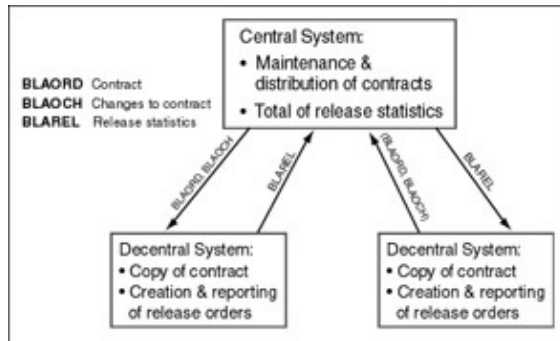 Central System:
• Maintenance &
distribution of contracts
• Total of release statistics
BLAORD Contract
BLAOCH Changes to contract
BLAREL Release statistics
BLAORD, BLAOCH
BLAREL
(BLAORD, BLAOCH)
BLAREL
Decentral System:
• Copy of contract
• Creation & reporting
of release orders
Decentral System:
• Copy of contract
• Creation & reporting
of release orders